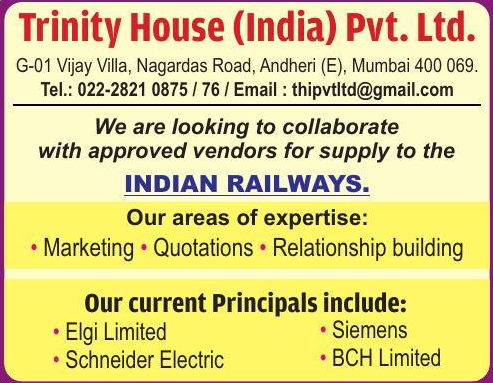 Trinity House (India) Pvt. Ltd.
G-01 Vijay Villa, Nagardas Road, Andheri (E), Mumbai 400 069.
Tel.: 022-2821 0875 / 76 / Email : thipvtltd@gmail.com
We are looking to collaborate
with approved vendors for supply to the
INDIAN RAILWAYS.
Our areas of expertise:
• Marketing • Quotations • Relationship building
Our current Principals include:
• Elgi Limited • Siemens
• Schneider Electric • BCH Limited